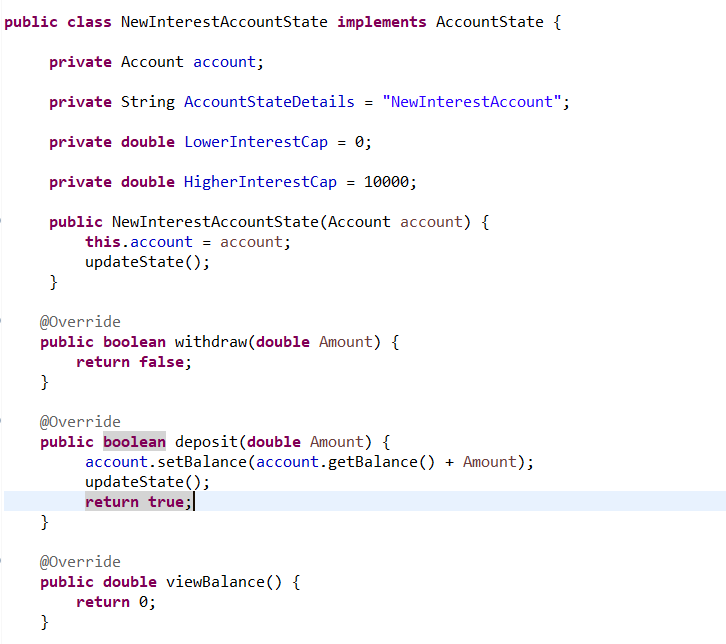 public class NewInterestAccountState implements AccountState {
private Account account;
private String AccountStateDetails = "NewInterestAccount";
private double LowerInterestCap = 0;
private double HigherInterestCap = 10000;
public NewInterestAccountState(Account account) {
this.account = account;
updateState();
}
@Override
public boolean withdraw(double Amount) {
return false;
}
@Override
public boolean deposit(double Amount) {
account.setBalance(account.getBalance() + Amount);
updateState();
return true;
}
@Override
public double viewBalance() {
return 0;
}